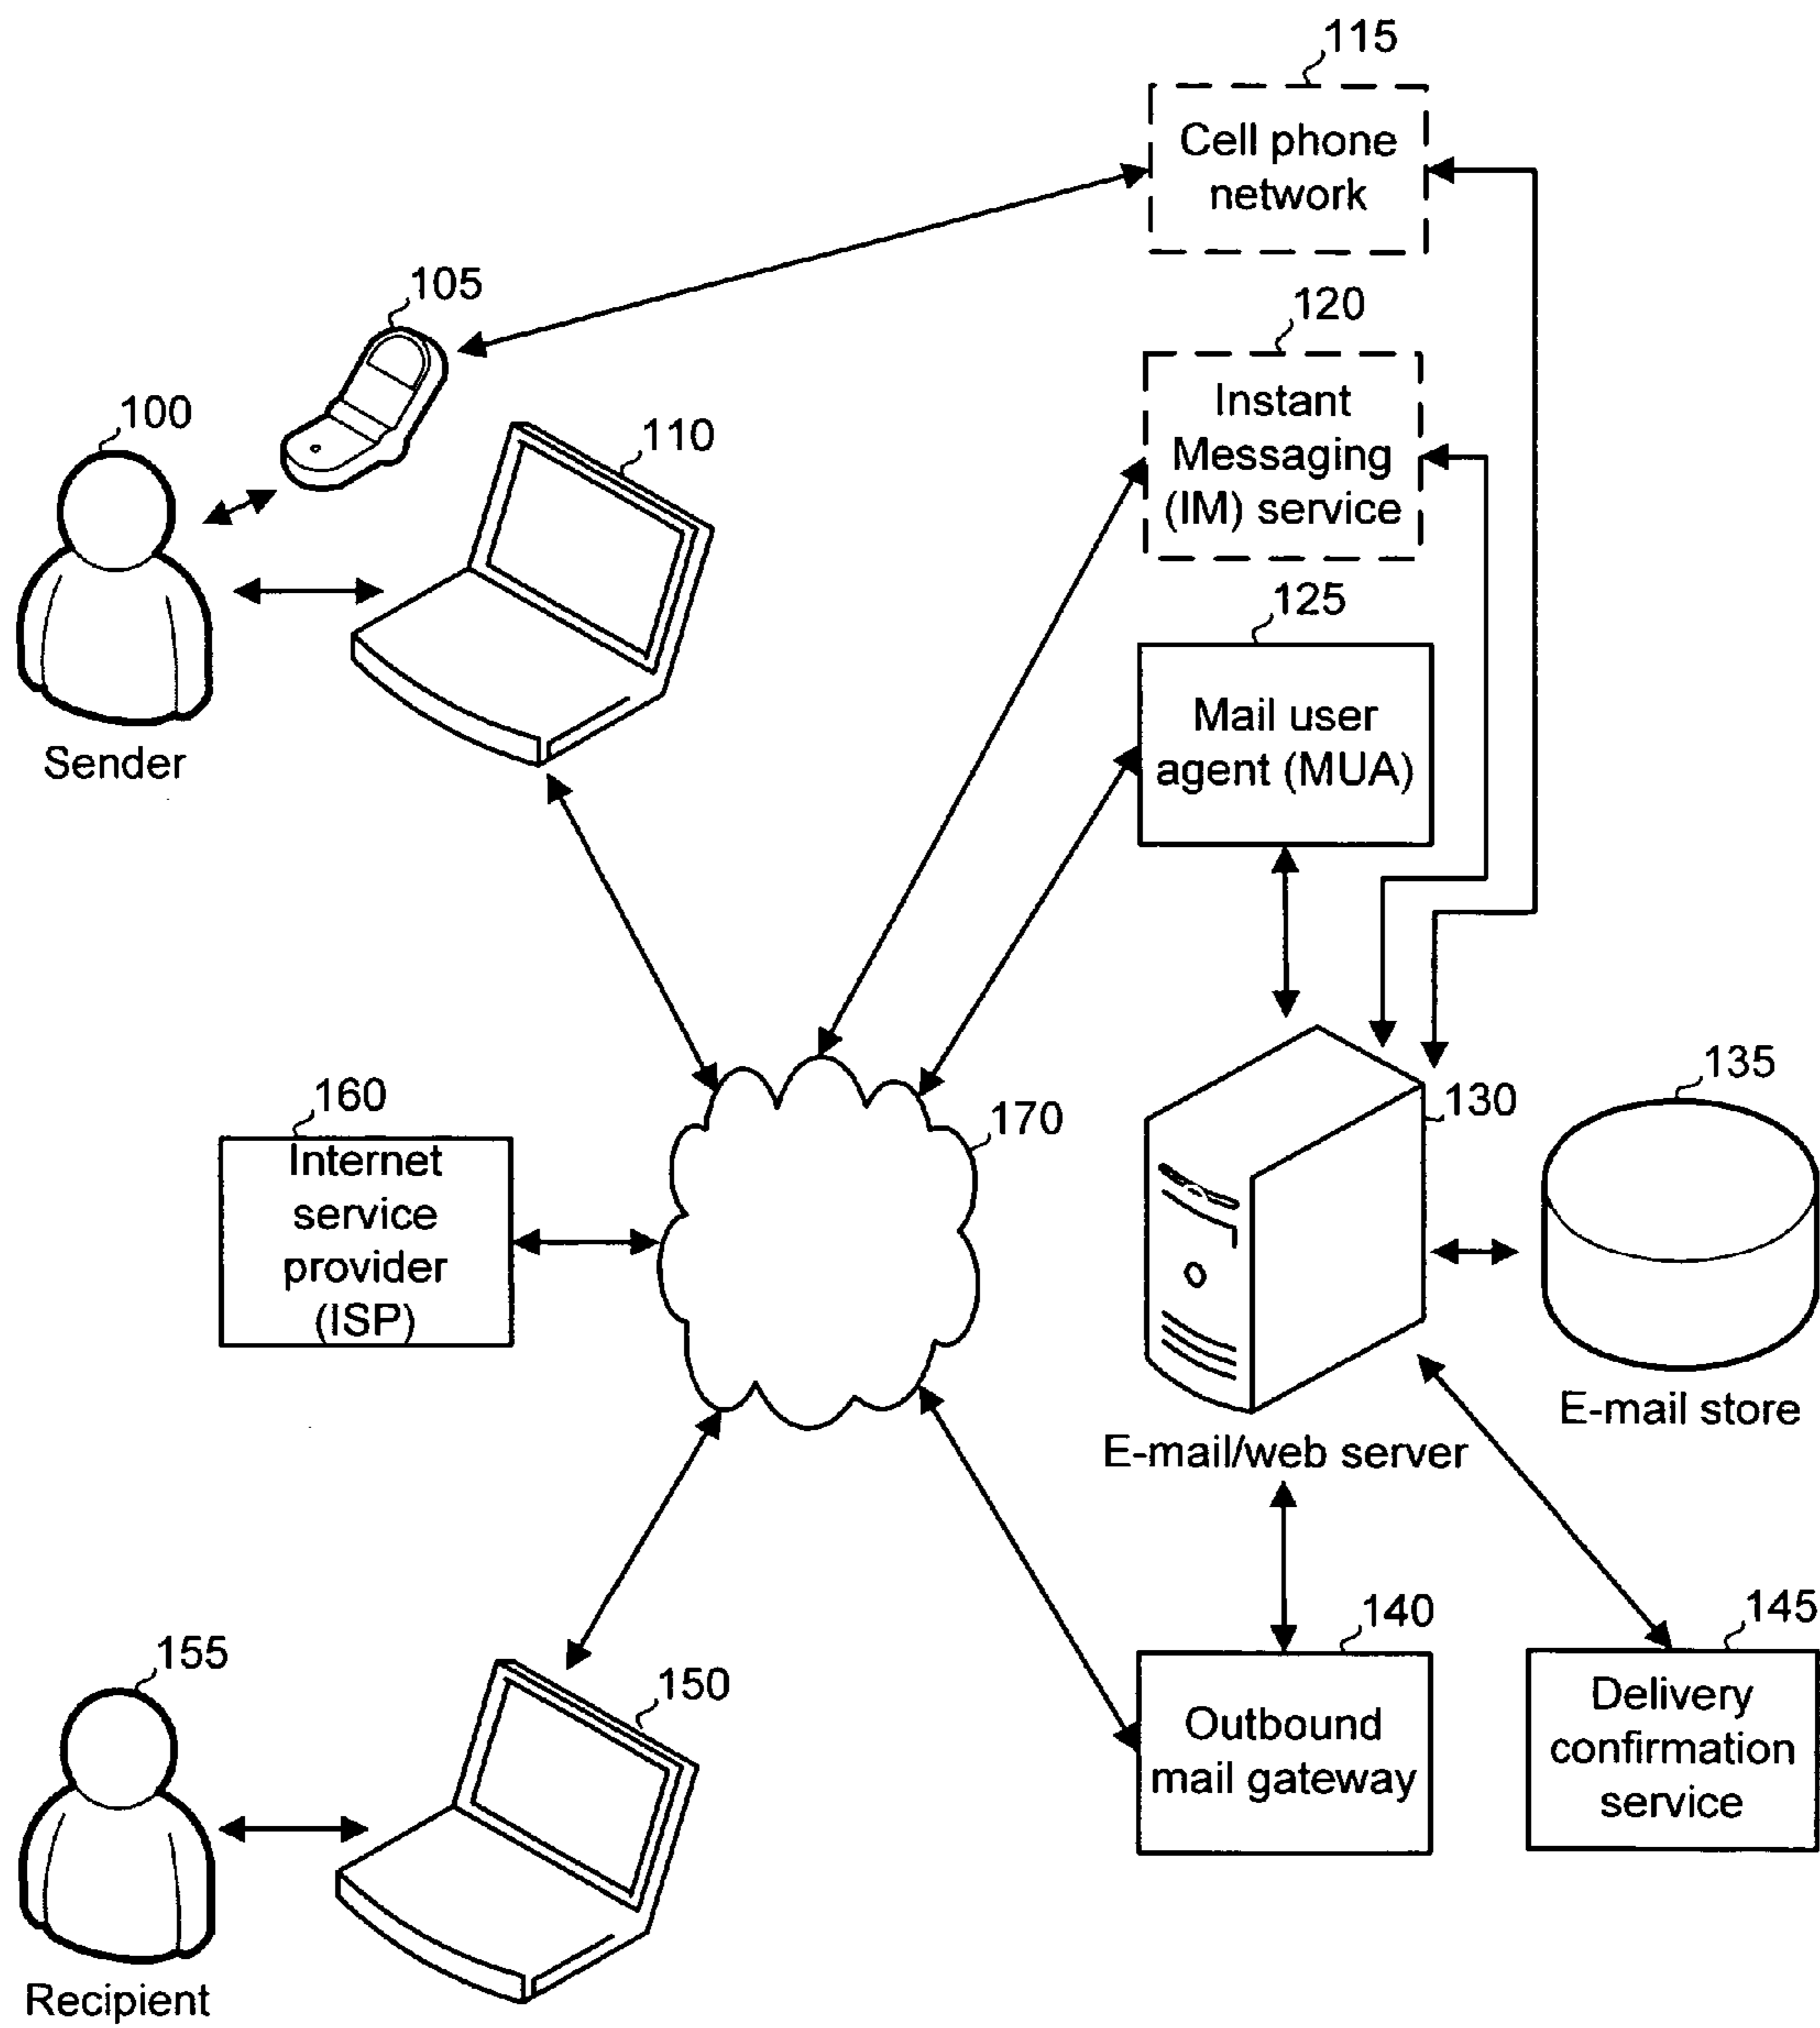 115
Cell phone
network
105
120
Instant
Messaging
(IM) service
100
110
125
Mail user
agent (MUA)
Sender
160
Internet
service
provider
(ISP)
170
130
135
E-mail store
E-mail/web server
155
150
140
Outbound
mail gateway
145
Delivery
confirmation
service
Recipient